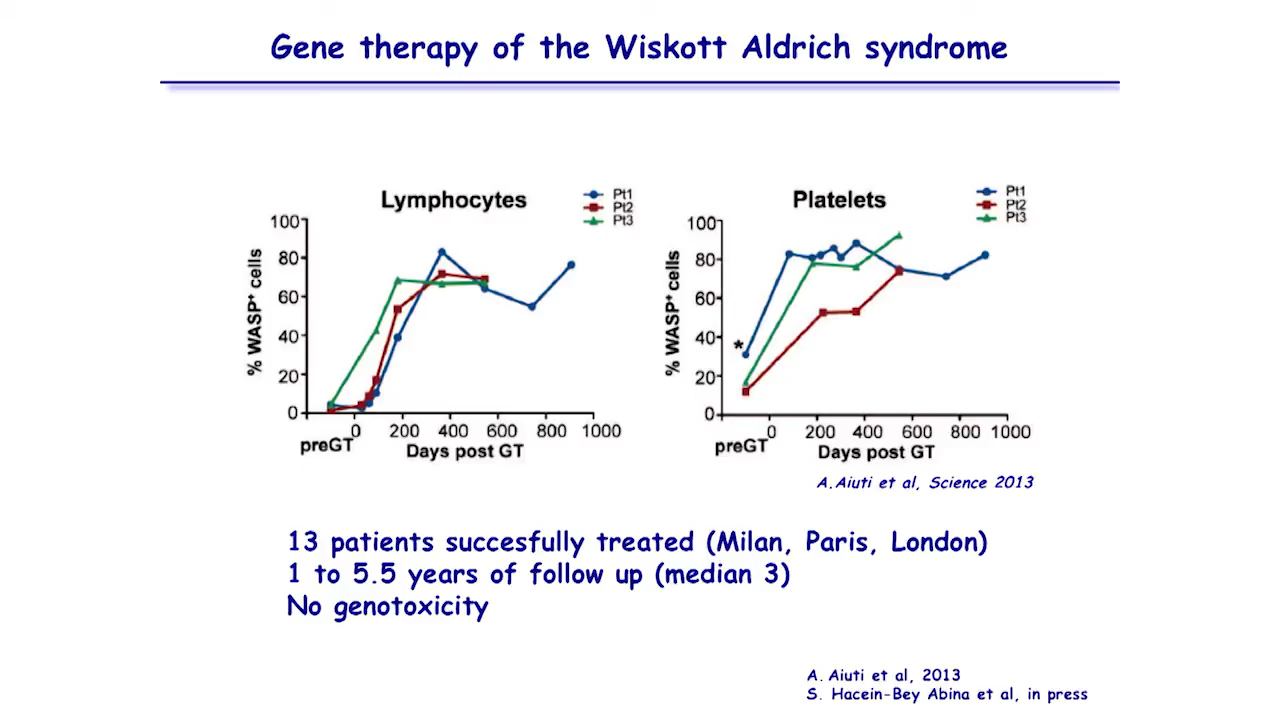 Gene therapy of the Wiskott Aldrich syndrome
Lymphocytes
Pt1
Pt2
Pt3
% WASP+ cells
100
80
60
40
20
0
preGT
0
200
400
600
800
1000
Days post GT
Platelets
Pt1
Pt2
Pt3
% WASP+ cells
100
80
60
40
20
0
*
preGT
0
200
400
600
800
1000
Days post GT
A.Aiuti et al, Science 2013
13 patients succesfully treated (Milan, Paris, London)
1 to 5.5 years of follow up (median 3)
No genotoxicity
A. Aiuti et al, 2013
S. Hacein-Bey Abina et al, in press